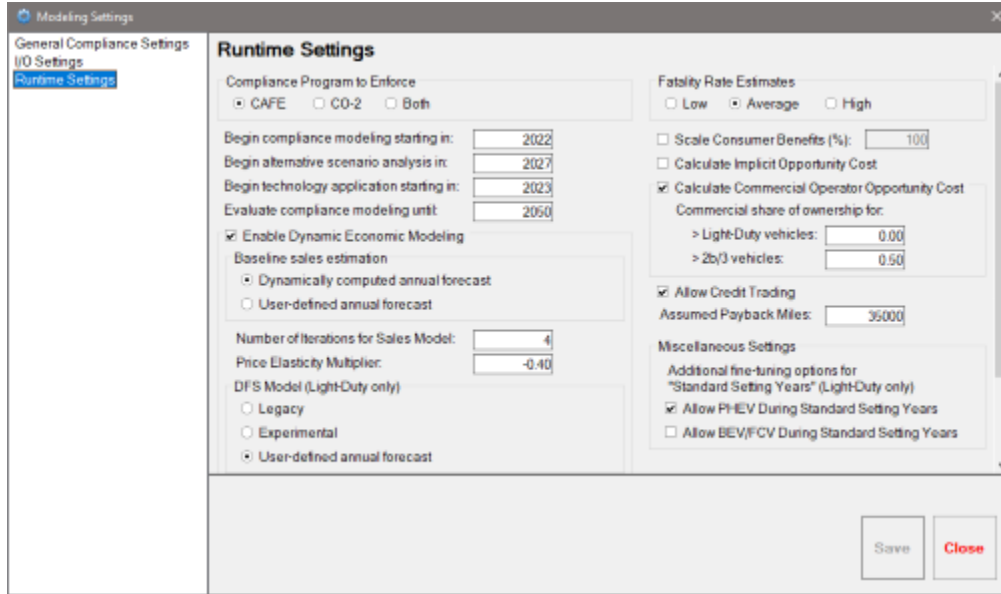 Modeling Settings
General Compliance Settings
I/O Settings
Runtime Settings
Runtime Settings
Compliance Program to Enforce
CAFE CO-2 Both
Begin compliance modeling starting in: 2022
Begin alternative scenario analysis in: 2027
Begin technology application starting in: 2023
Evaluate compliance modeling until: 2050
Enable Dynamic Economic Modeling
Baseline sales estimation
Dynamically computed annual forecast
User-defined annual forecast
Number of Iterations for Sales Model: 4
Price Elasticity Multiplier: -0.40
DFS Model (Light-Duty only)
Legacy
Experimental
User-defined annual forecast
Fatality Rate Estimates
Low Average High
Scale Consumer Benefits (%): 100
Calculate Implicit Opportunity Cost
Calculate Commercial Operator Opportunity Cost
Commercial share of ownership for:
> Light-Duty vehicles: 0.00
> 2b/3 vehicles: 0.50
Allow Credit Trading
Assumed Payback Miles: 35000
Miscellaneous Settings
Additional fine-tuning options for
"Standard Setting Years" (Light-Duty only)
Allow PHEV During Standard Setting Years
Allow BEV/FCV During Standard Setting Years
Save Close